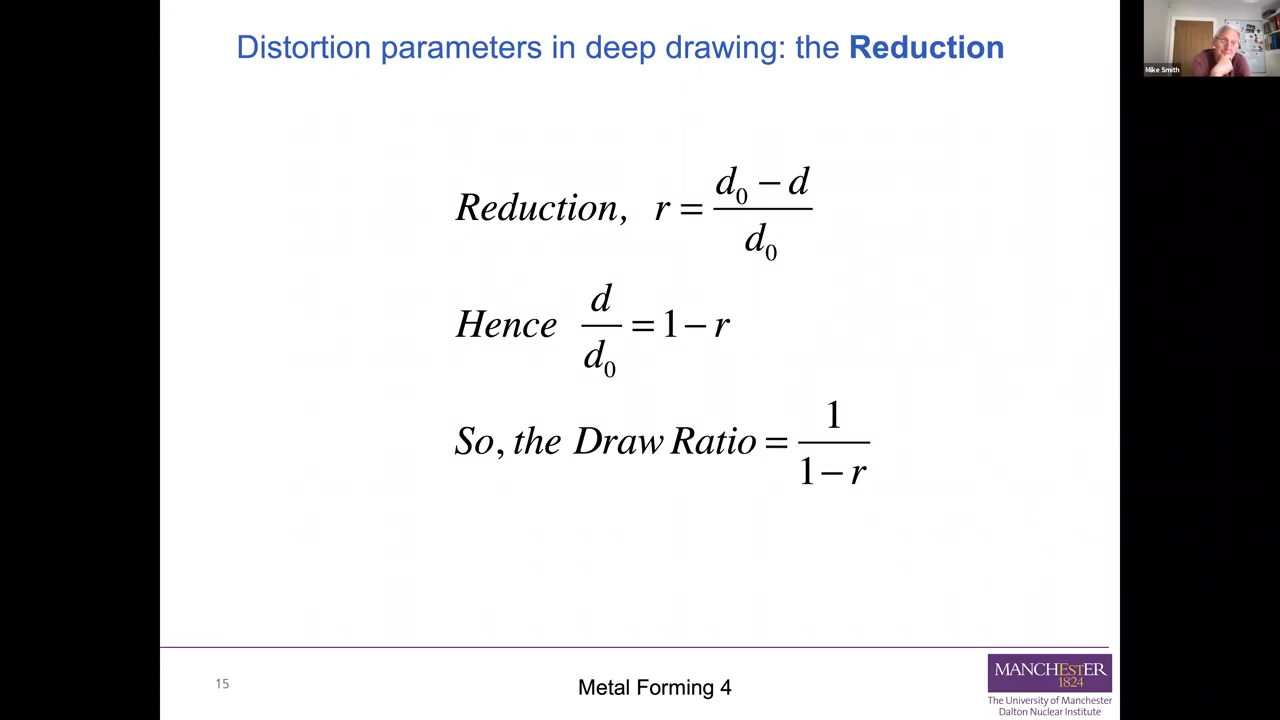 Distortion parameters in deep drawing: the Reduction
Mike Smith
Reduction, r = (d₀ − d) / d₀
Hence d / d₀ = 1 − r
So, the Draw Ratio = 1 / (1 − r)
15
Metal Forming 4
MANCHESTER
1824
The University of Manchester
Dalton Nuclear Institute